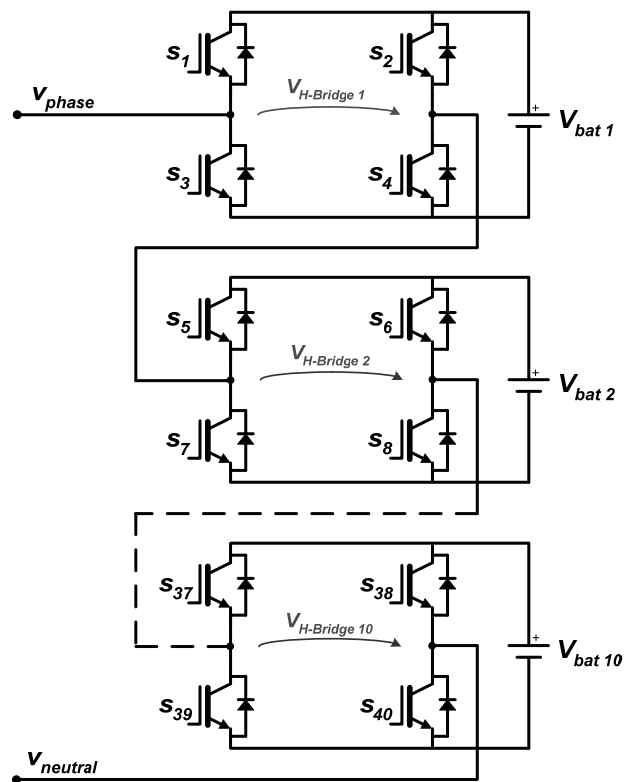 S1
S2
Vphase
VH-Bridge 1
+
Vbat 1
S3
S4
S5
S6
VH-Bridge 2
+
Vbat 2
S7
S8
S37
S38
VH-Bridge 10
+
Vbat 10
S39
S40
Vneutral